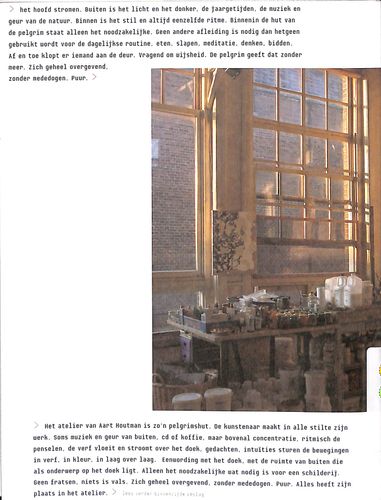 > het hoofd stromen. Buiten is het licht en het donker, de jaargetijden, de muziek en
geur van de natuur. Binnen is het stil en altijd eenzelfde ritme. Binnenin de hut van
de pelgrim staat alleen het noodzakelijke. Geen andere afleiding is nodig dan hetgeen
gebruikt wordt voor de dagelijkse routine, eten, slapen, meditatie, denken, bidden.
Af en toe klopt er iemand aan de deur. Vragend om wijsheid. De pelgrim geeft dat zonder
meer. Zich geheel overgevend,
zonder mededogen. Puur. >
> Het atelier van Aart Houtman is zo'n pelgrimshut. De kunstenaar maakt in alle stilte zijn
werk. Soms muziek en geur van buiten, cd of koffie, maar bovenal concentratie, ritmisch de
penselen, de verf vloeit en stroomt over het doek, gedachten, intuïties sturen de bewegingen
in verf, in kleur, in laag over laag. Eenwording met het doek, met de ruimte van buiten die
als onderwerp op het doek ligt. Alleen het noodzakelijke wat nodig is voor een schilderij.
Geen fratsen, niets is vals. Zich geheel overgevend, zonder mededogen. Puur. Alles heeft zijn
plaats in het atelier. > lees verder binnenzijde omslag